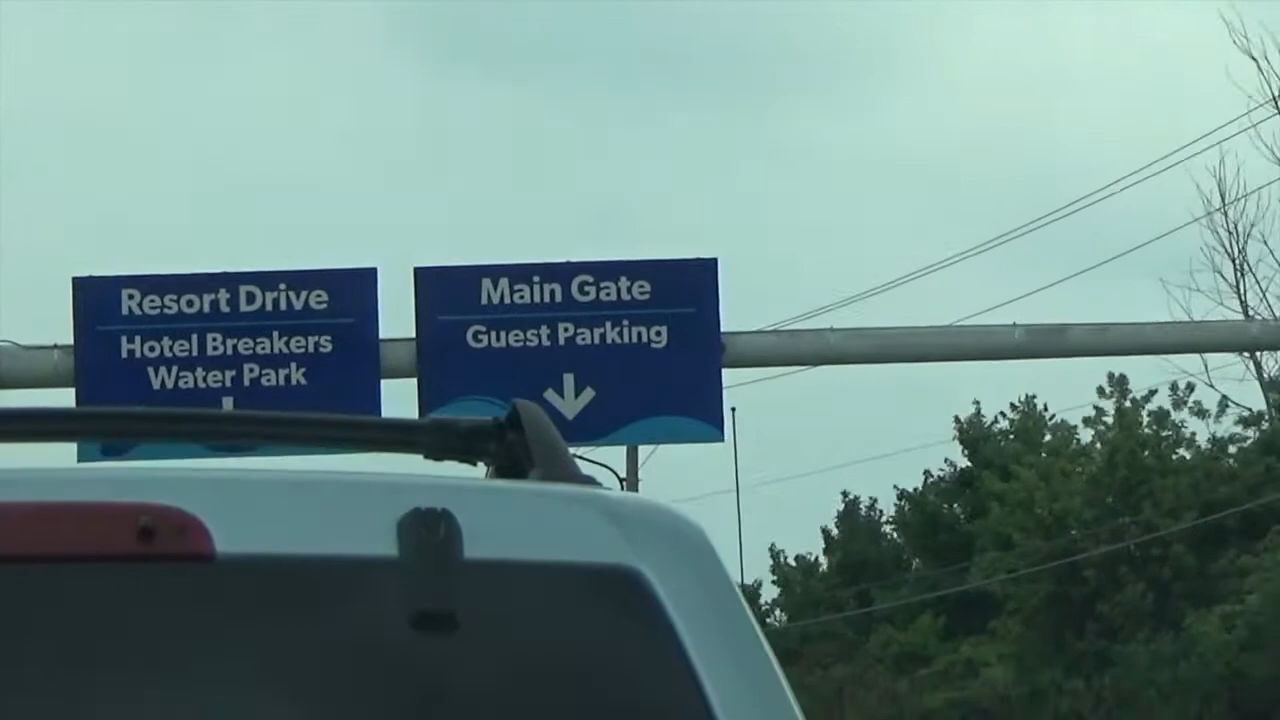 Resort Drive
Hotel Breakers
Water Park
Main Gate
Guest Parking